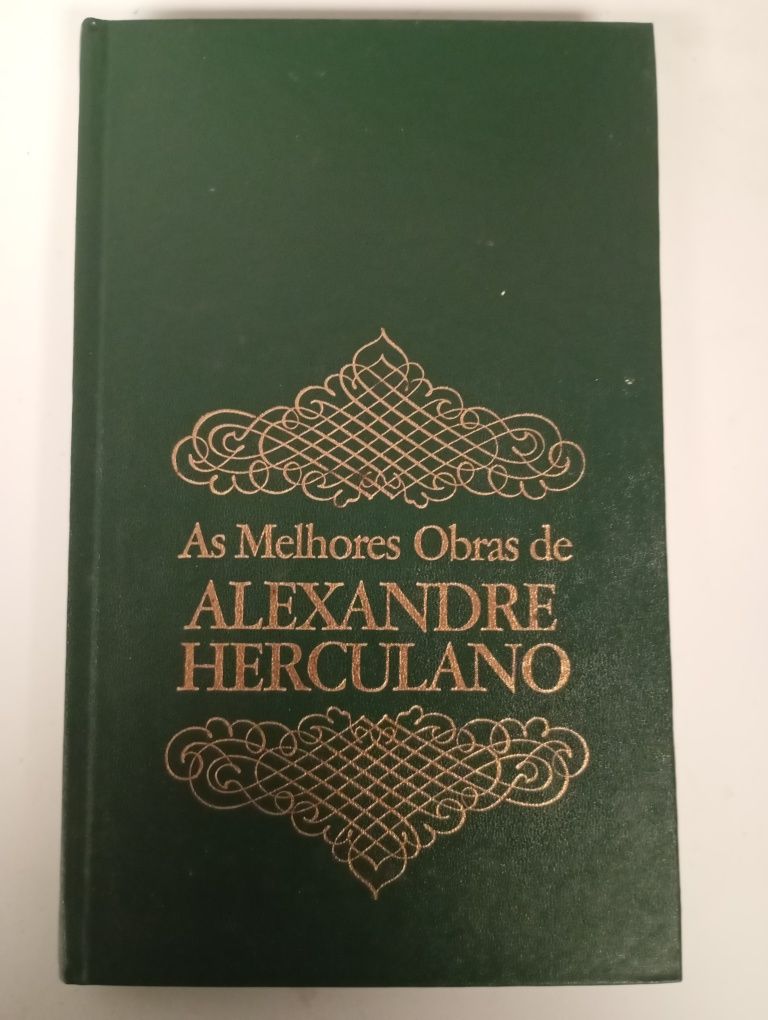 As Melhores Obras de
ALEXANDRE
HERCULANO